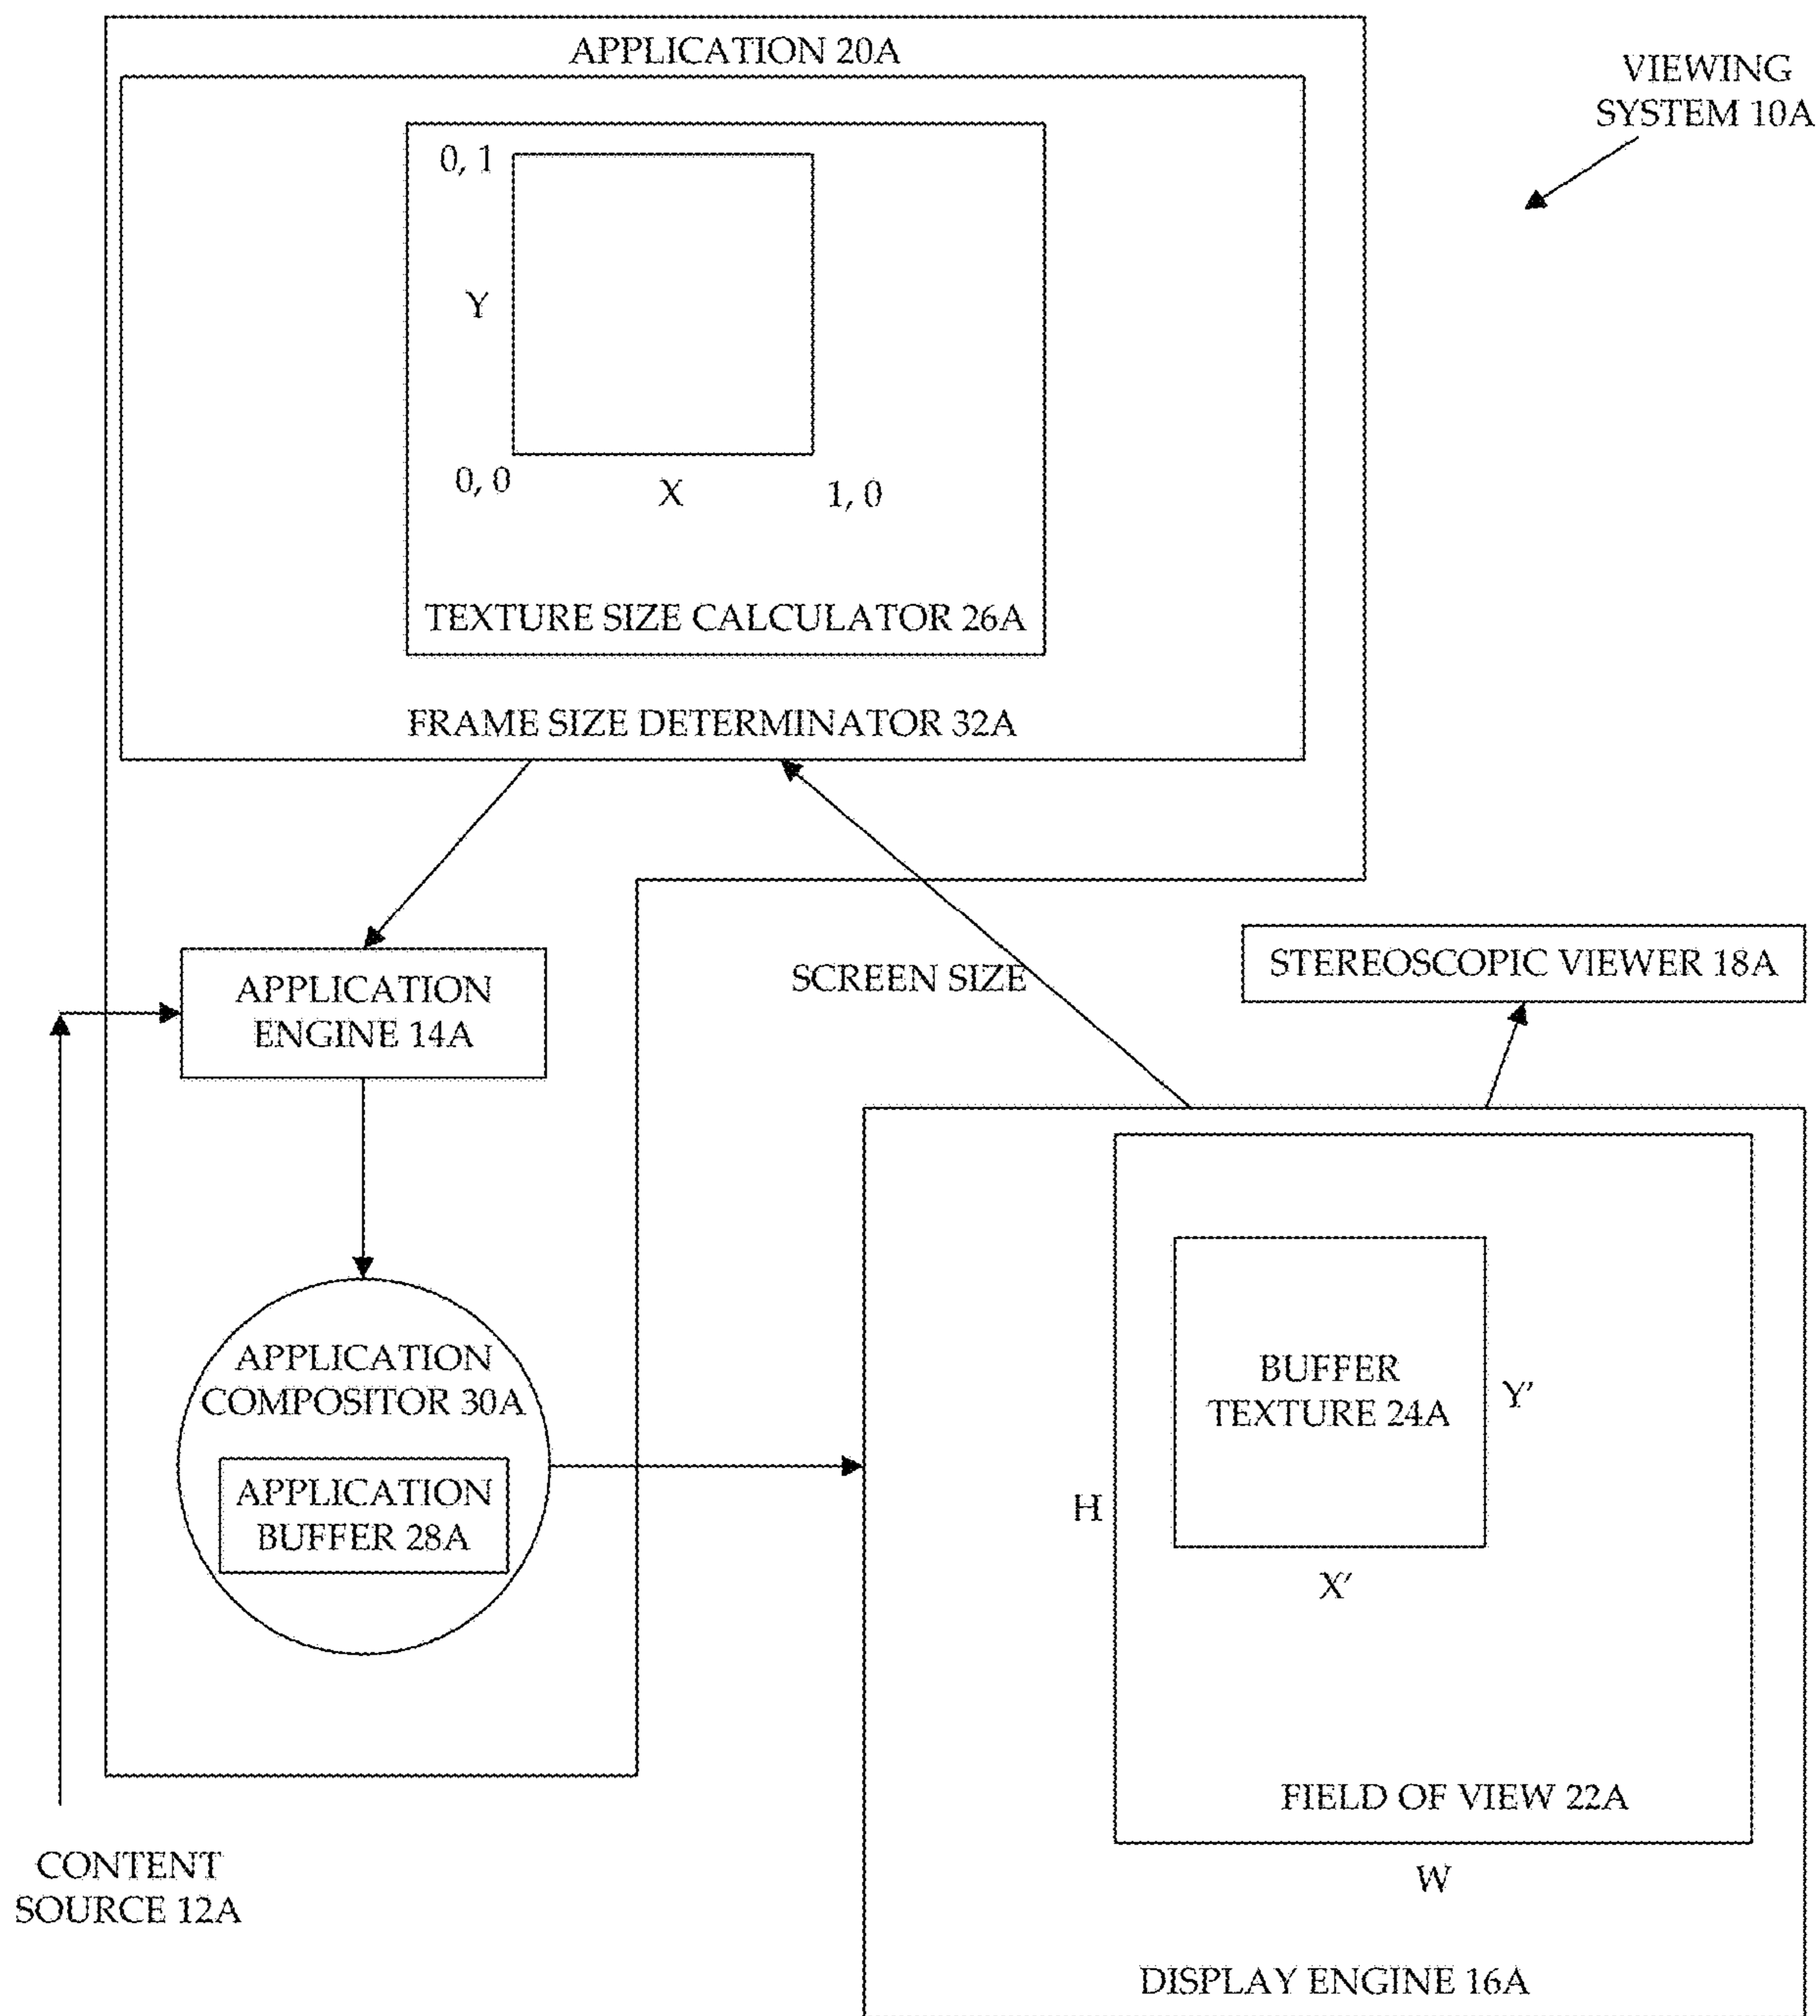 APPLICATION 20A
VIEWING
SYSTEM 10A
0, 1
Y
0, 0
X
1, 0
TEXTURE SIZE CALCULATOR 26A
FRAME SIZE DETERMINATOR 32A
APPLICATION
ENGINE 14A
SCREEN SIZE
STEREOSCOPIC VIEWER 18A
APPLICATION
COMPOSITOR 30A
APPLICATION
BUFFER 28A
BUFFER
TEXTURE 24A
Y'
H
X'
FIELD OF VIEW 22A
W
CONTENT
SOURCE 12A
DISPLAY ENGINE 16A